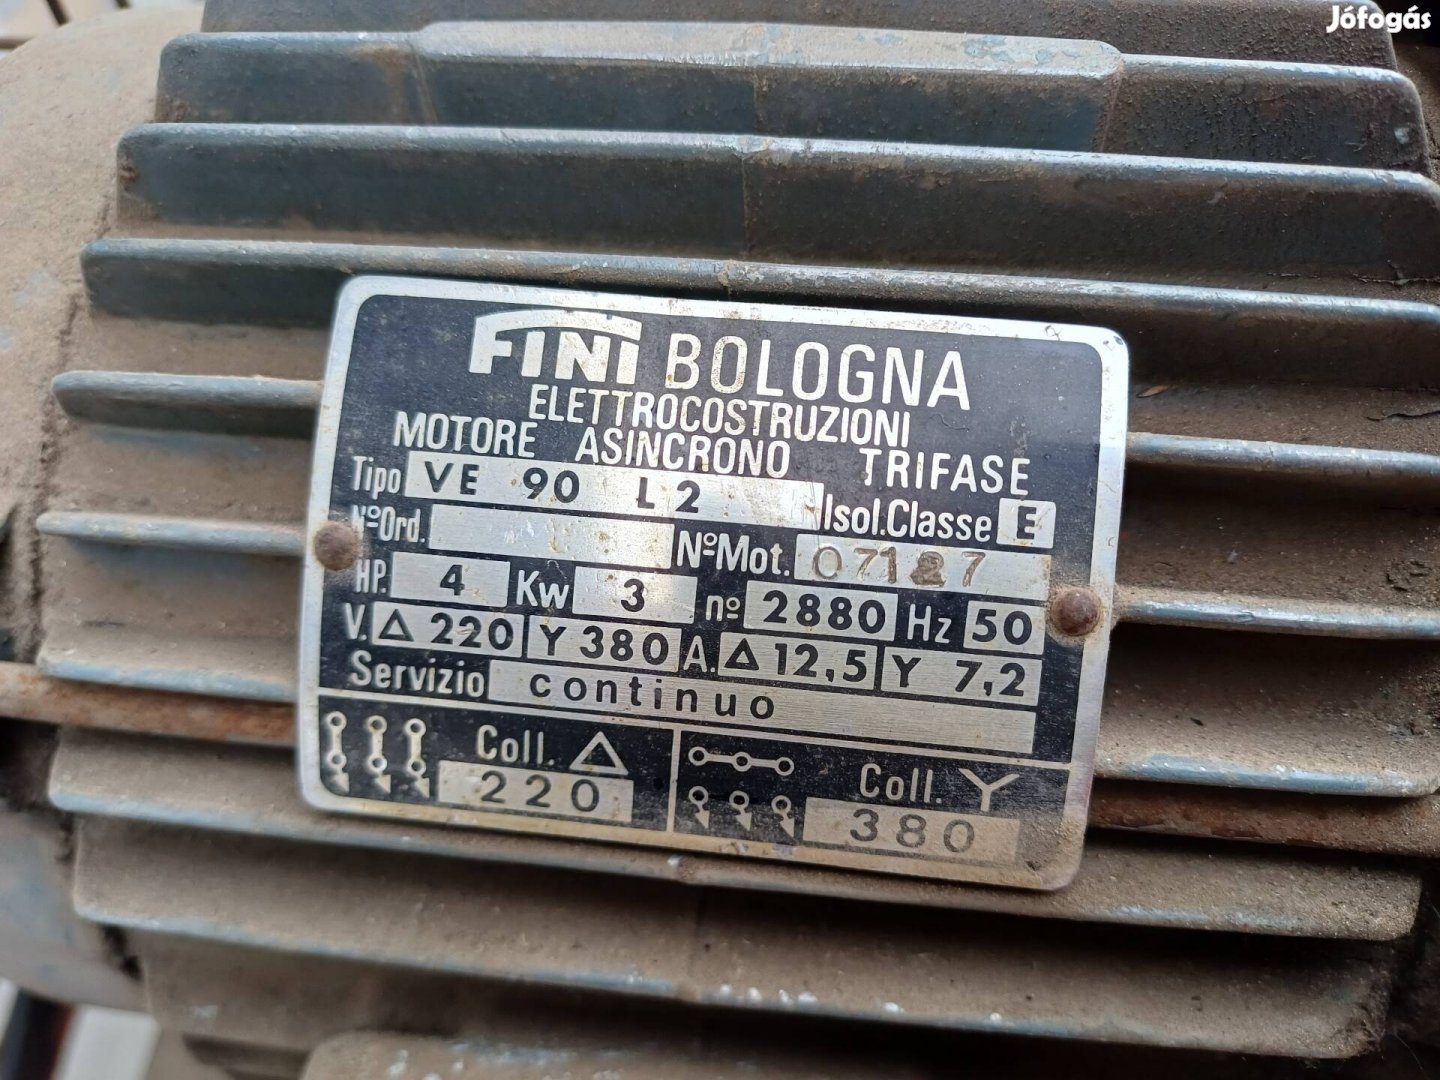 Jófogás
FINI BOLOGNA
ELETTROCOSTRUZIONI
MOTORE ASINCRONO TRIFASE
Tipo VE 90 L2 Isol.Classe E
NºOrd. NºMot. 07127
HP. 4 Kw 3 nº 2880 Hz 50
V. Δ 220 Y 380 A. Δ 12,5 Y 7,2
Servizio continuo
Coll. Δ Coll. Y
220 380